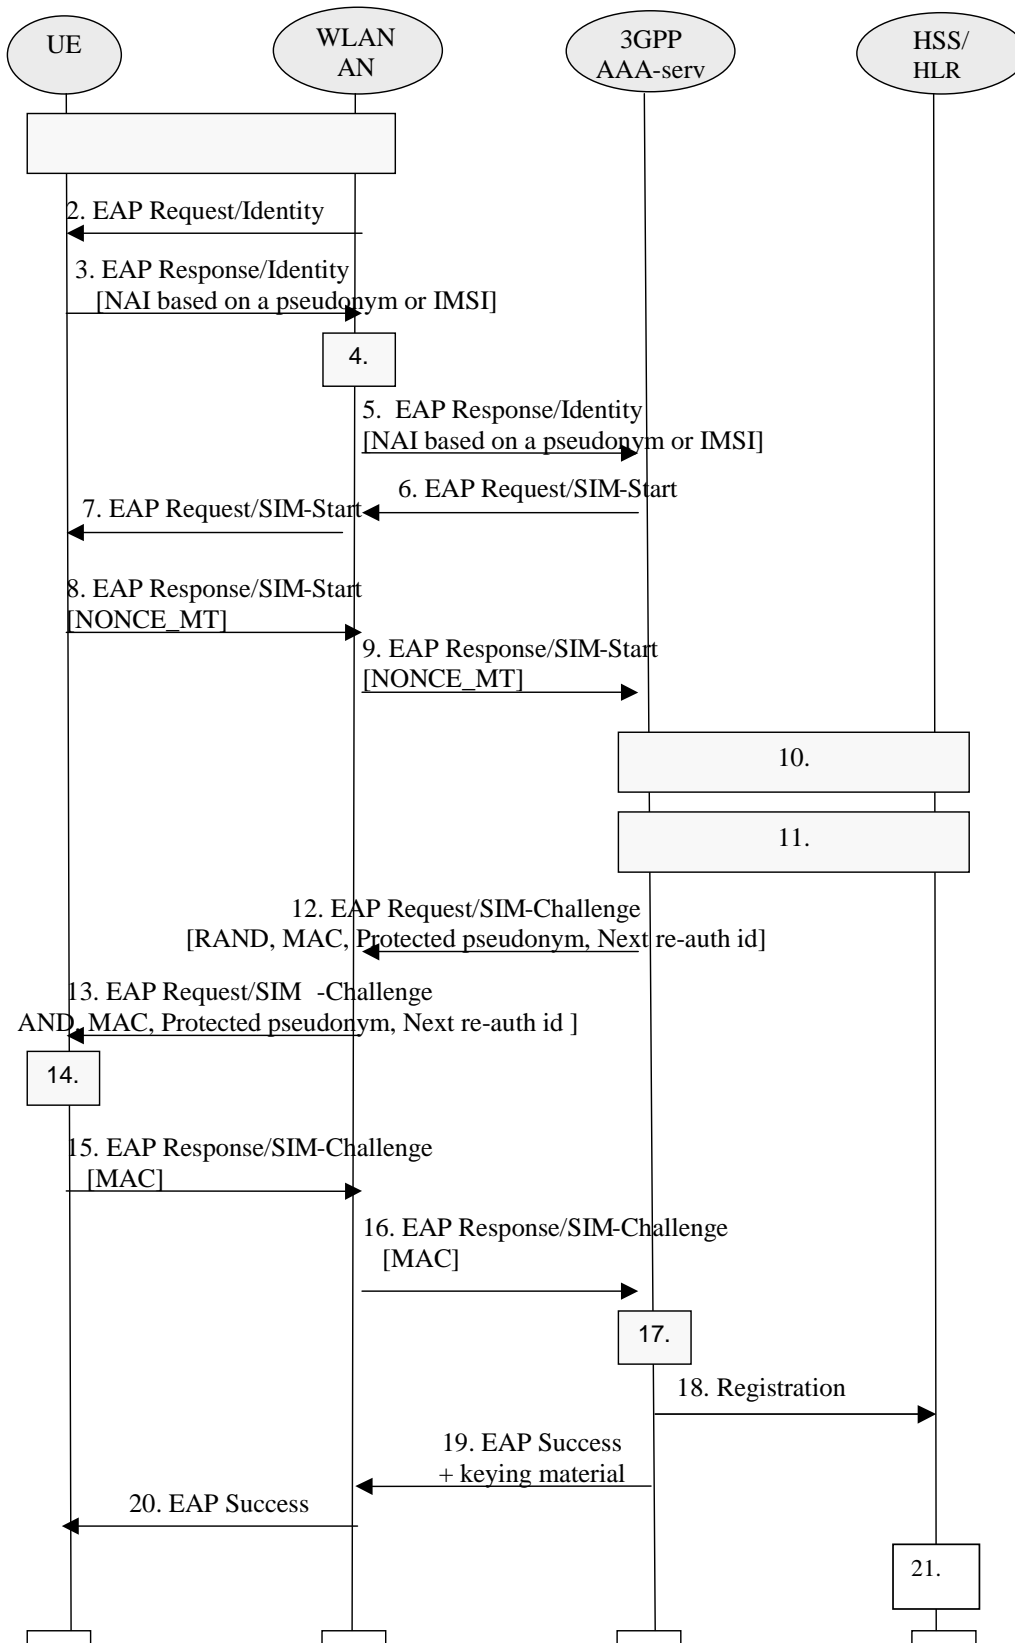 UE
WLAN
AN
3GPP
AAA-serv
HSS/
HLR
2. EAP Request/Identity
3. EAP Response/Identity
[NAI based on a pseudonym or IMSI]
4.
5. EAP Response/Identity
[NAI based on a pseudonym or IMSI]
6. EAP Request/SIM-Start
7. EAP Request/SIM-Start
8. EAP Response/SIM-Start
[NONCE_MT]
9. EAP Response/SIM-Start
[NONCE_MT]
10.
11.
12. EAP Request/SIM-Challenge
[RAND, MAC, Protected pseudonym, Next re-auth id]
13. EAP Request/SIM -Challenge
AND, MAC, Protected pseudonym, Next re-auth id ]
14.
15. EAP Response/SIM-Challenge
[MAC]
16. EAP Response/SIM-Challenge
[MAC]
17.
18. Registration
19. EAP Success
+ keying material
20. EAP Success
21.